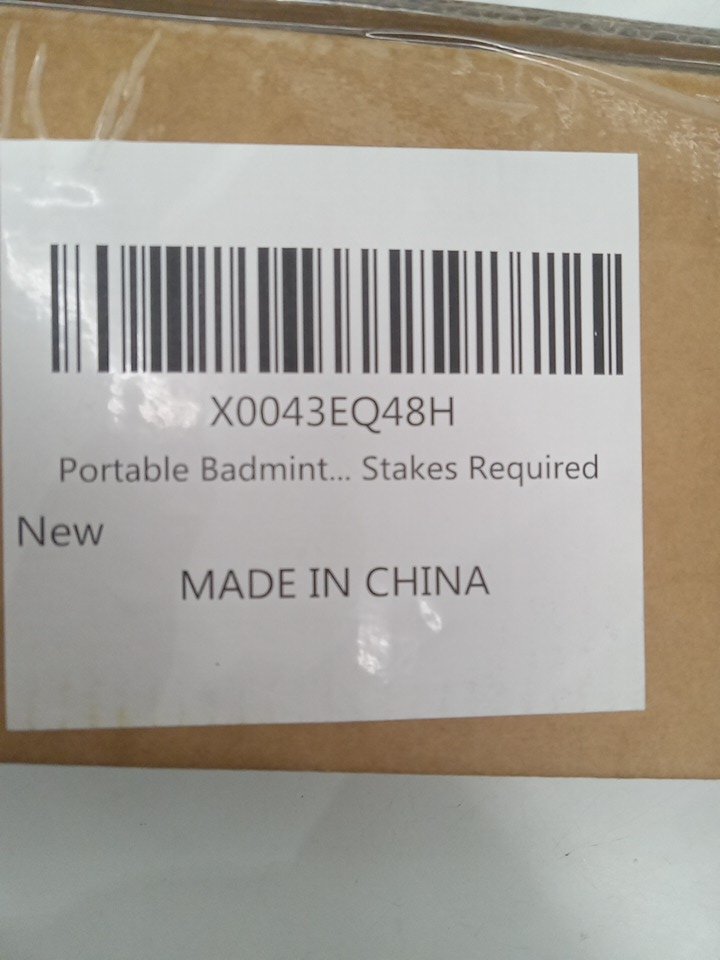 X0043EQ48H
Portable Badmint... Stakes Required
New
MADE IN CHINA